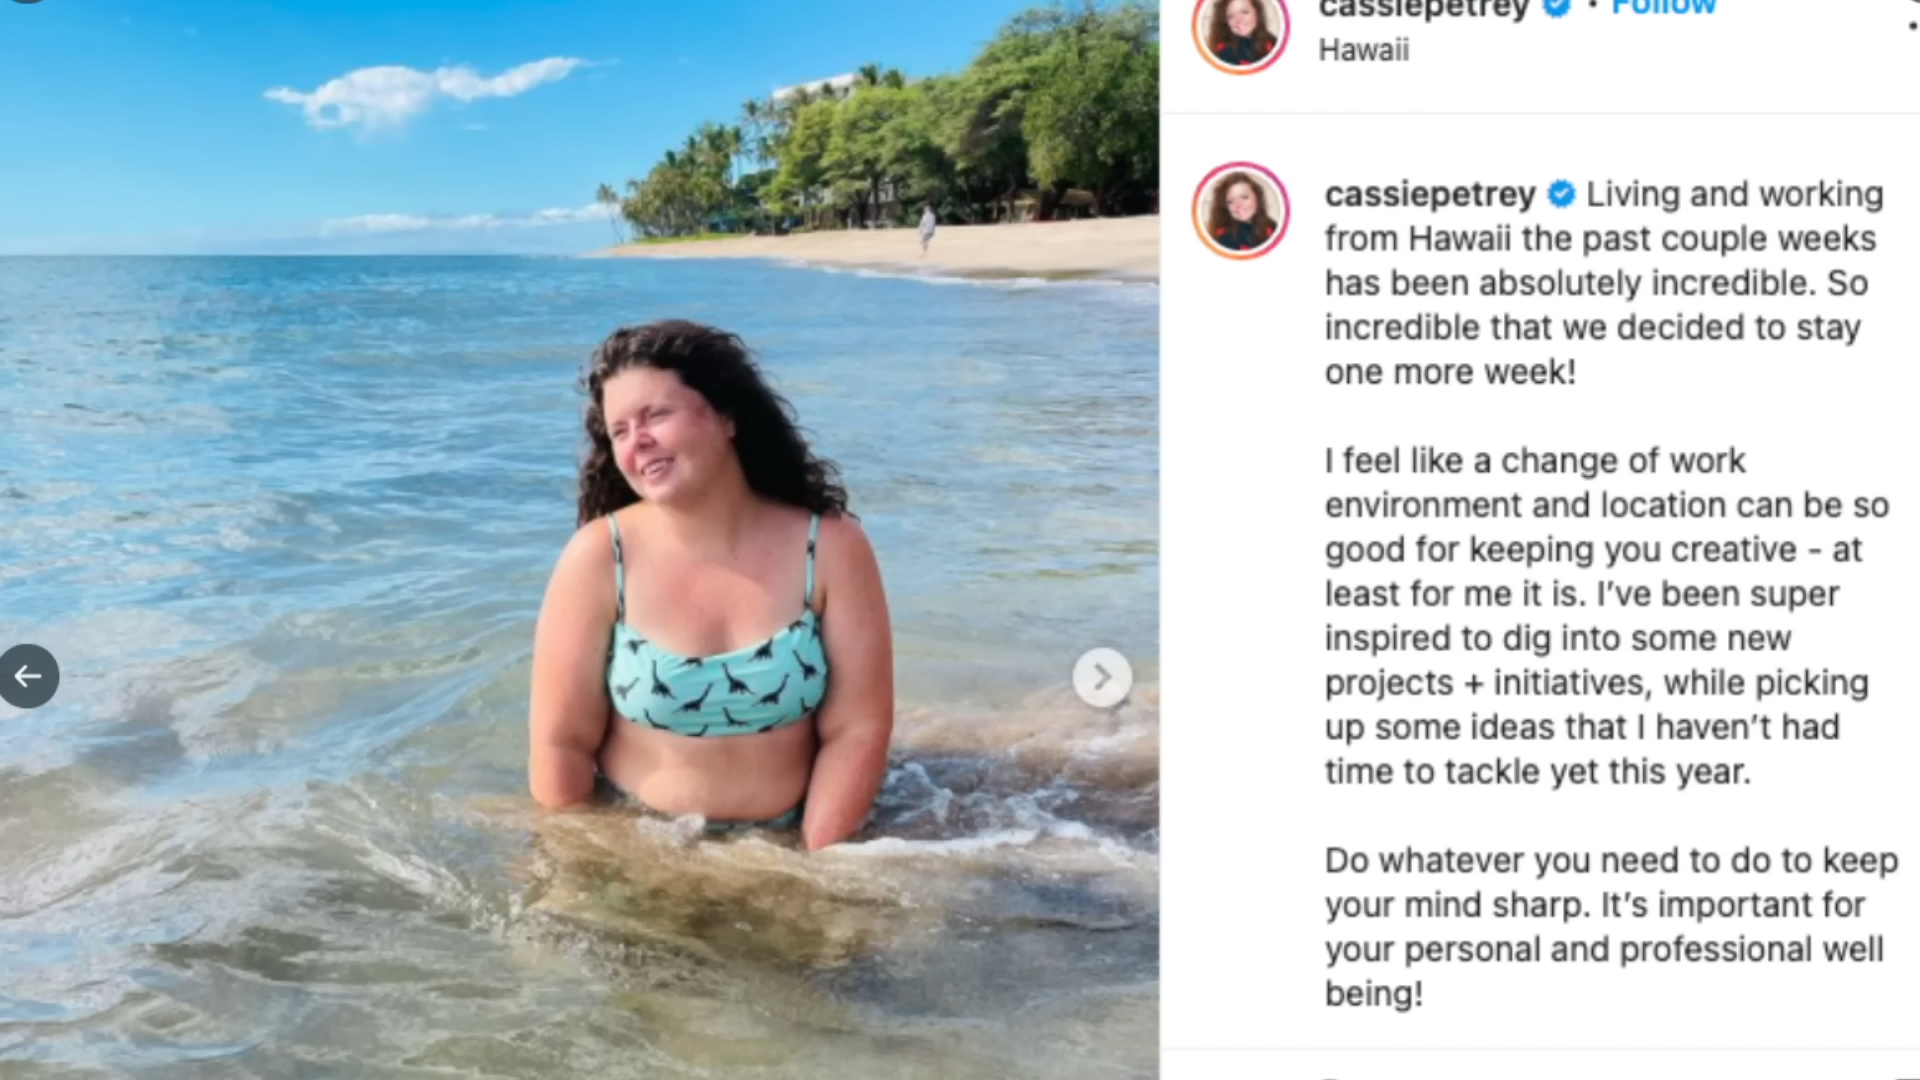 cassiepetrey • Follow
Hawaii
cassiepetrey Living and working
from Hawaii the past couple weeks
has been absolutely incredible. So
incredible that we decided to stay
one more week!
I feel like a change of work
environment and location can be so
good for keeping you creative - at
least for me it is. I've been super
inspired to dig into some new
projects + initiatives, while picking
up some ideas that I haven't had
time to tackle yet this year.
Do whatever you need to do to keep
your mind sharp. It's important for
your personal and professional well
being!